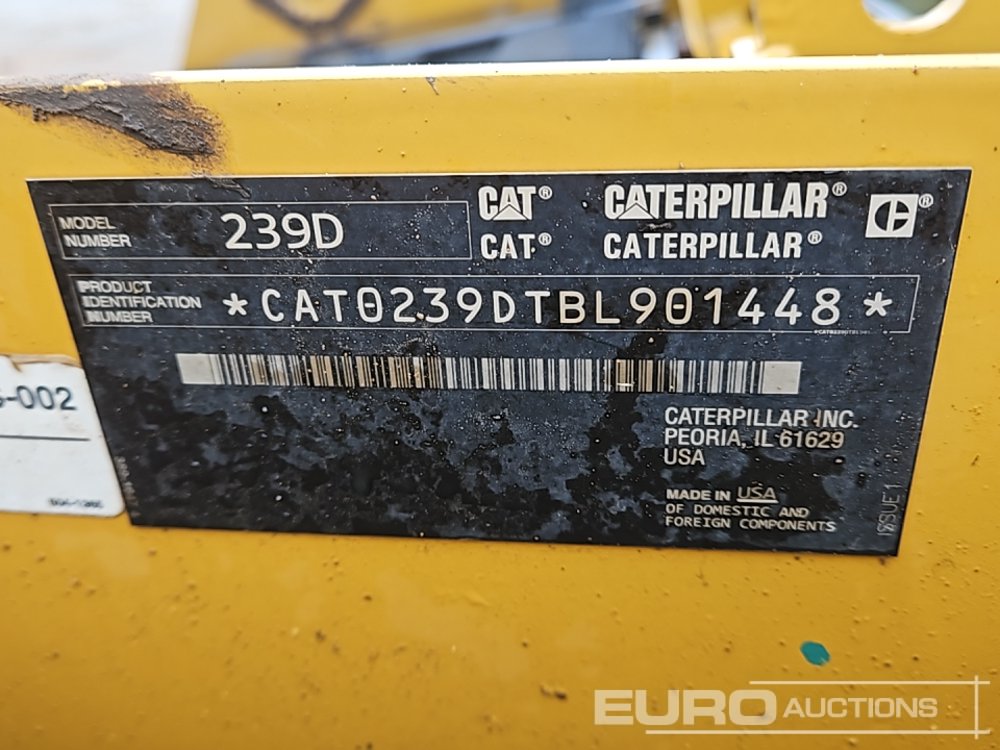 MODEL
NUMBER
239D
CAT® CATERPILLAR®
CAT® CATERPILLAR®
PRODUCT
IDENTIFICATION
NUMBER
*CAT0239DTBL901448*
CATERPILLAR INC.
PEORIA, IL 61629
USA
MADE IN USA
OF DOMESTIC AND
FOREIGN COMPONENTS
ISSUE 1
-002
EURO AUCTIONS